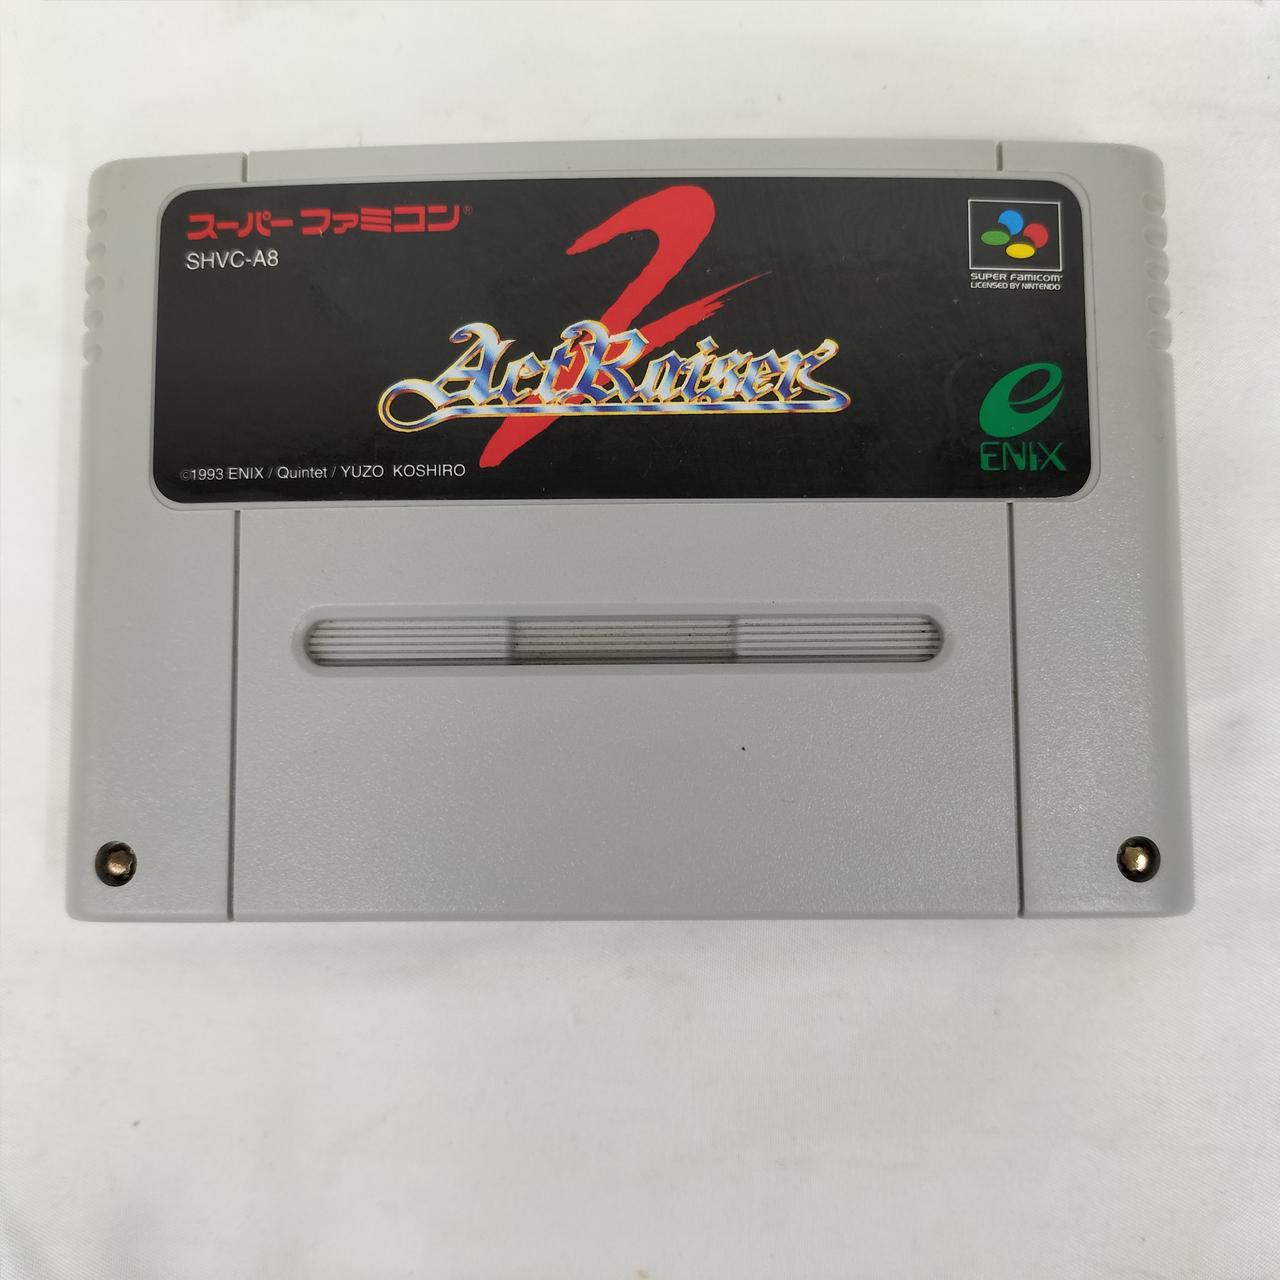 スーパーファミコン®
SHVC-A8
2
ActRaiser
SUPER FAMICOM
LICENSED BY NINTENDO
e
ENIX
©1993 ENIX / Quintet / YUZO KOSHIRO